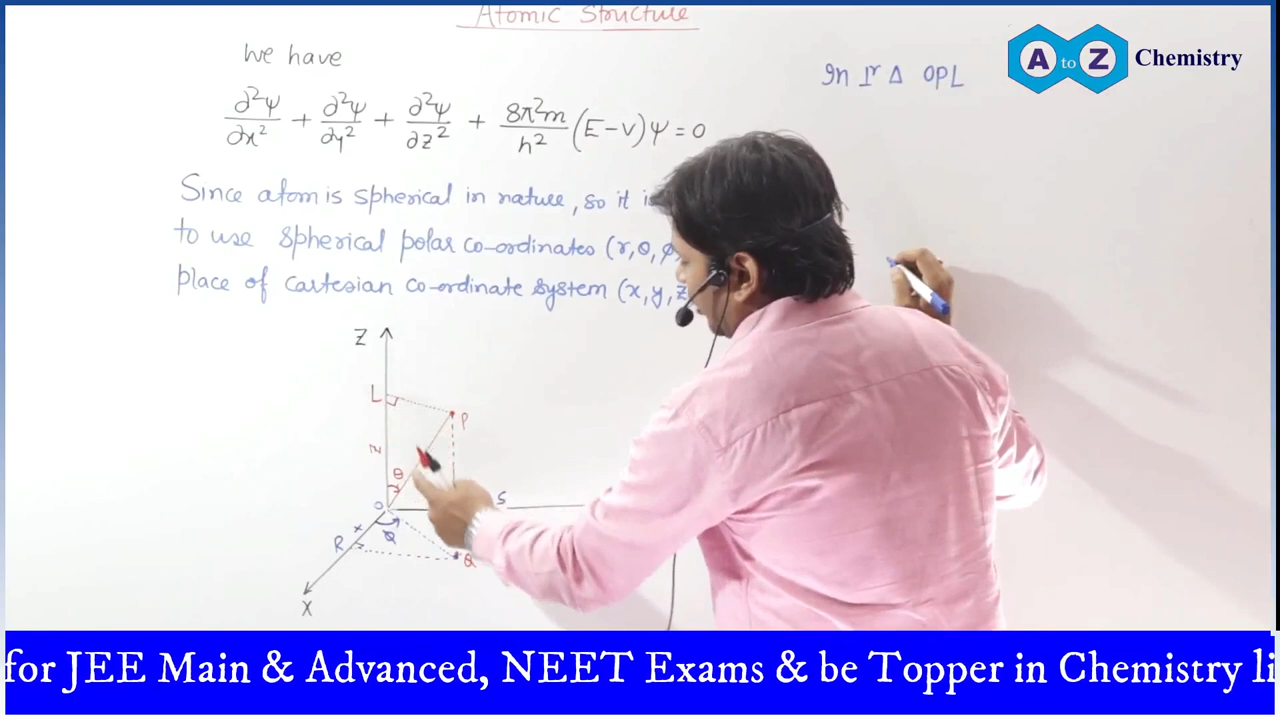 Atomic Structure
A to Z Chemistry
We have
In ⊥r Δ OPL
∂²ψ/∂x² + ∂²ψ/∂y² + ∂²ψ/∂z² + 8π²m/h² (E-V)ψ = 0
Since atom is spherical in nature, so it is
to use spherical polar co-ordinates (r, θ, φ
place of cartesian co-ordinate system (x, y, z
Z
L
P
z
θ
O
S
x
φ
R
Q
X
for JEE Main & Advanced, NEET Exams & be Topper in Chemistry li